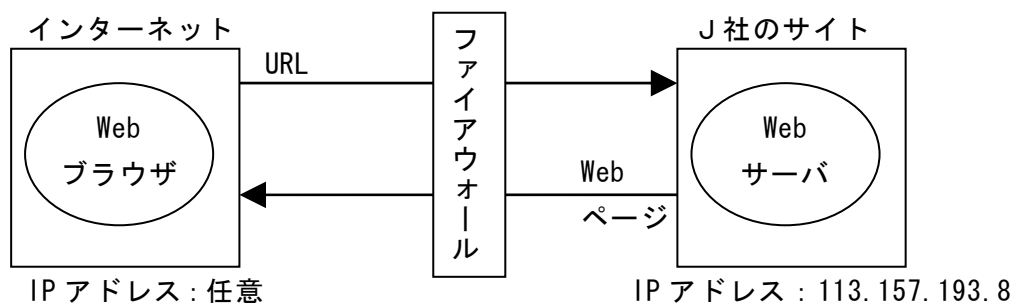 インターネット
J社のサイト
ファイアウォール
URL
Web
ブラウザ
Web
サーバ
Web
ページ
IPアドレス:任意
IPアドレス:113.157.193.8